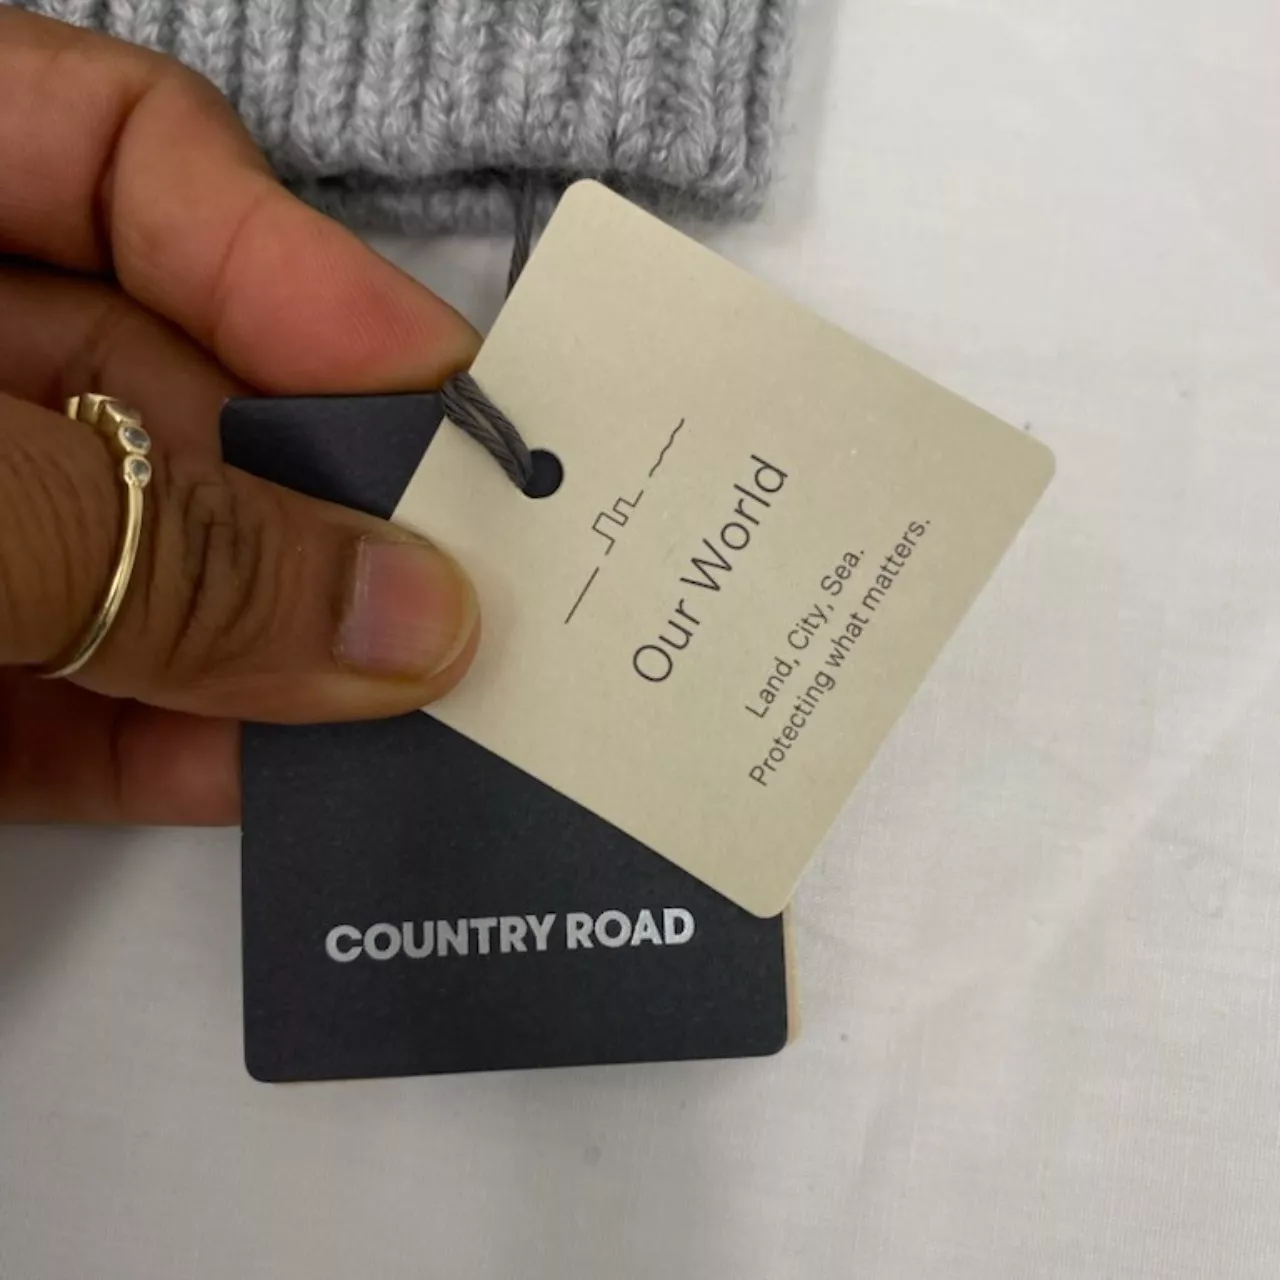 Our World
Land, City, Sea.
Protecting what matters.
COUNTRY ROAD